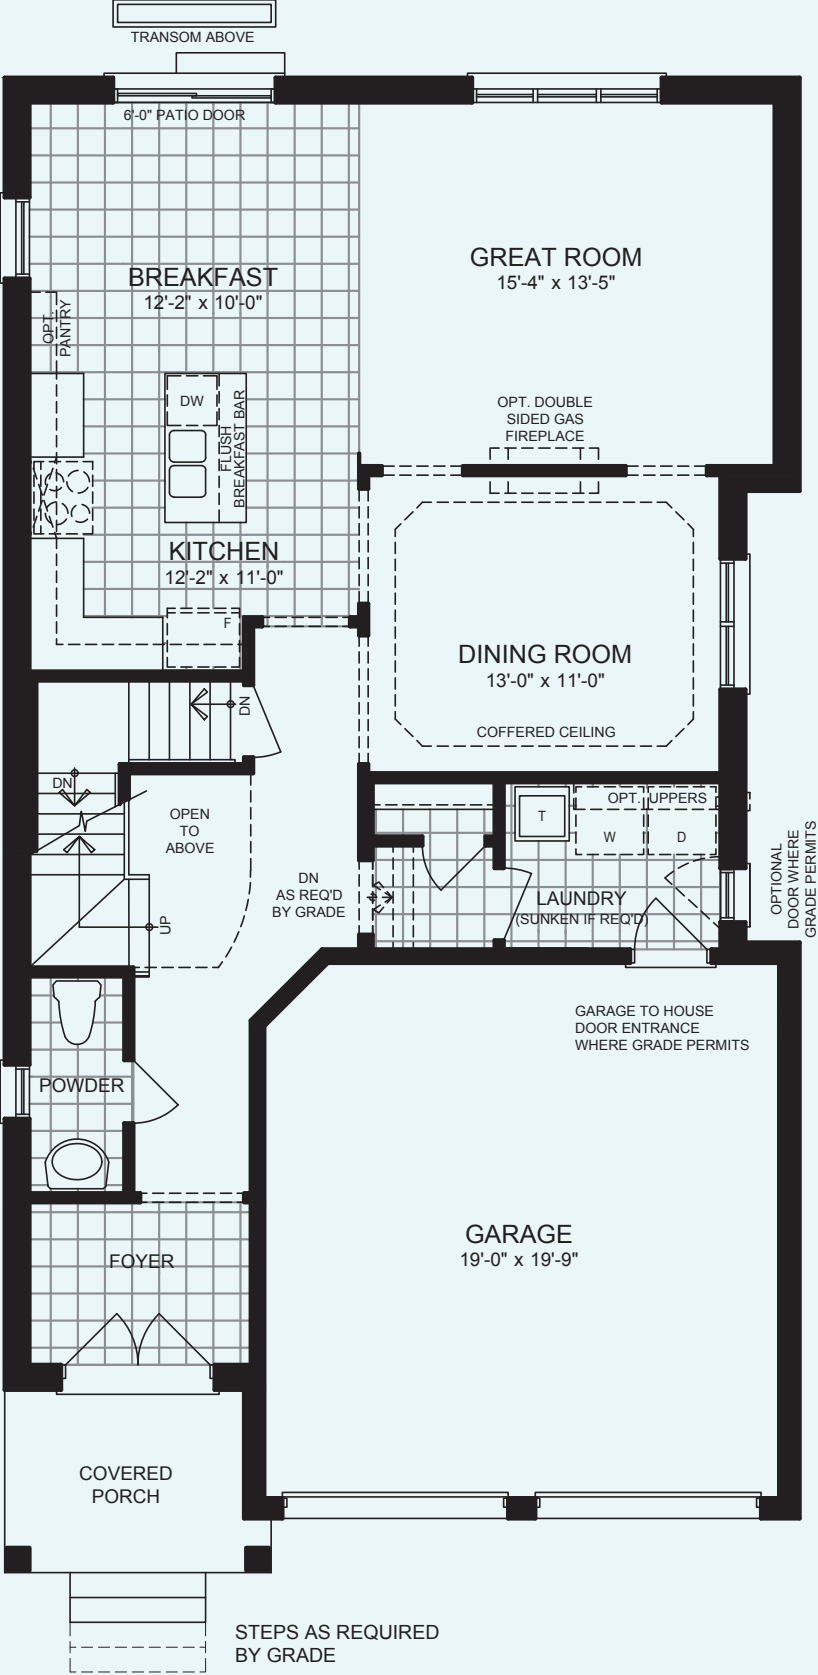 TRANSOM ABOVE
6'-0" PATIO DOOR
BREAKFAST
12'-2" x 10'-0"
GREAT ROOM
15'-4" x 13'-5"
OPT.
PANTRY
DW
FLUSH
BREAKFAST BAR
OPT. DOUBLE
SIDED GAS
FIREPLACE
KITCHEN
12'-2" x 11'-0"
F
DINING ROOM
13'-0" x 11'-0"
COFFERED CEILING
DN
DN
OPEN
TO
ABOVE
UP
DN
AS REQ'D
BY GRADE
T
OPT. UPPERS
W
D
LAUNDRY
(SUNKEN IF REQ'D)
OPTIONAL
DOOR WHERE
GRADE PERMITS
GARAGE TO HOUSE
DOOR ENTRANCE
WHERE GRADE PERMITS
POWDER
GARAGE
19'-0" x 19'-9"
FOYER
COVERED
PORCH
STEPS AS REQUIRED
BY GRADE